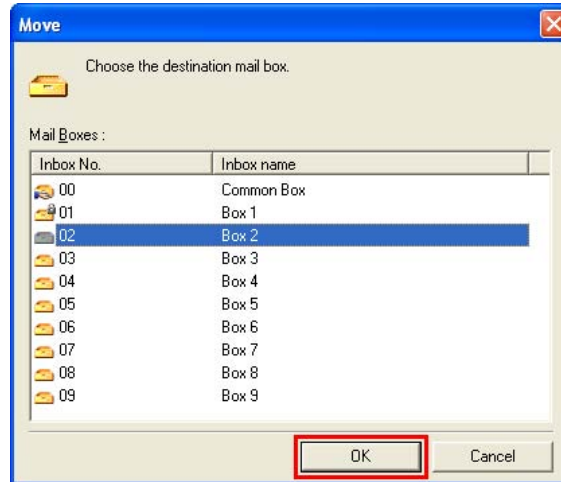 Move
Choose the destination mail box.
Mail Boxes :
Inbox No. Inbox name
00 Common Box
01 Box 1
02 Box 2
03 Box 3
04 Box 4
05 Box 5
06 Box 6
07 Box 7
08 Box 8
09 Box 9
OK Cancel